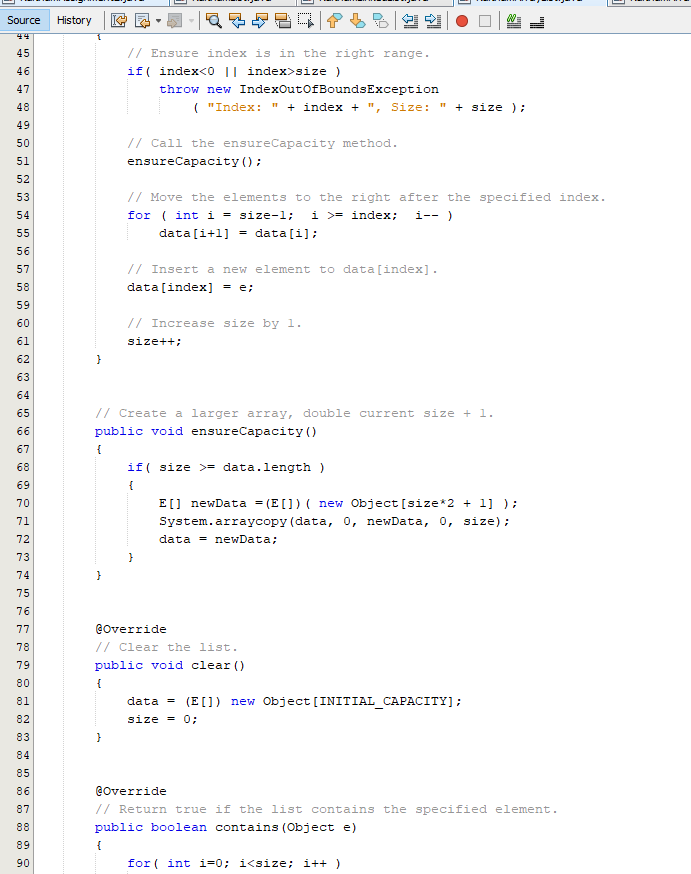 Source History
44 {
45 // Ensure index is in the right range.
46 if( index<0 || index>size )
47 throw new IndexOutOfBoundsException
48 ( "Index: " + index + ", Size: " + size );
49
50 // Call the ensureCapacity method.
51 ensureCapacity();
52
53 // Move the elements to the right after the specified index.
54 for ( int i = size-1; i >= index; i-- )
55 data[i+1] = data[i];
56
57 // Insert a new element to data[index].
58 data[index] = e;
59
60 // Increase size by 1.
61 size++;
62 }
63
64
65 // Create a larger array, double current size + 1.
66 public void ensureCapacity()
67 {
68 if( size >= data.length )
69 {
70 E[] newData =(E[])( new Object[size*2 + 1] );
71 System.arraycopy(data, 0, newData, 0, size);
72 data = newData;
73 }
74 }
75
76
77 @Override
78 // Clear the list.
79 public void clear()
80 {
81 data = (E[]) new Object[INITIAL_CAPACITY];
82 size = 0;
83 }
84
85
86 @Override
87 // Return true if the list contains the specified element.
88 public boolean contains(Object e)
89 {
90 for( int i=0; i<size; i++ )